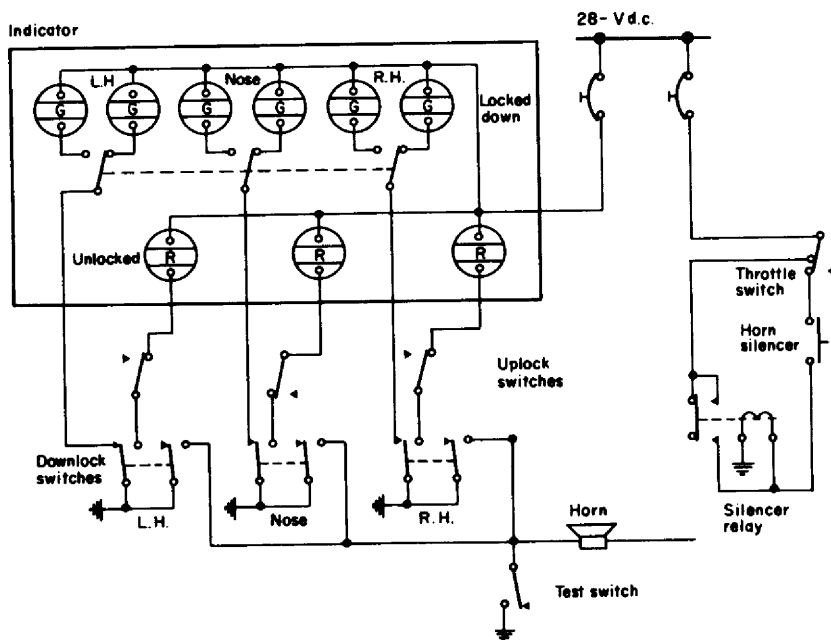 28-Vd.c.
Indicator
L.H
Nose
R.H.
G G G G G G
Locked
down
Unlocked
R R R
Throttle
switch
Horn
silencer
Uplock
switches
Downlock
switches
L.H.
Nose
R.H.
Horn
Silencer
relay
Test switch